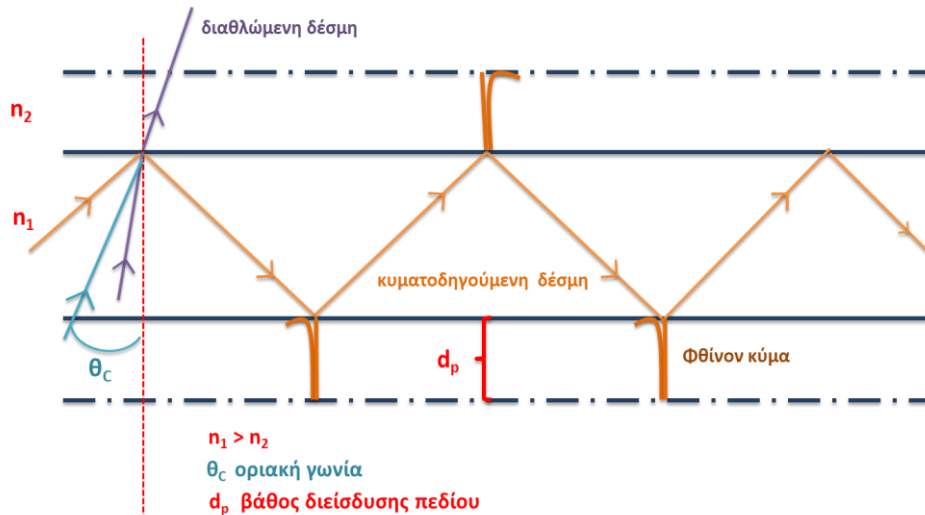 διαθλώμενη δέσμη
n2
n1
κυματοδηγούμενη δέσμη
θC
dp
Φθίνον κύμα
n1 > n2
θC οριακή γωνία
dp βάθος διείσδυσης πεδίου